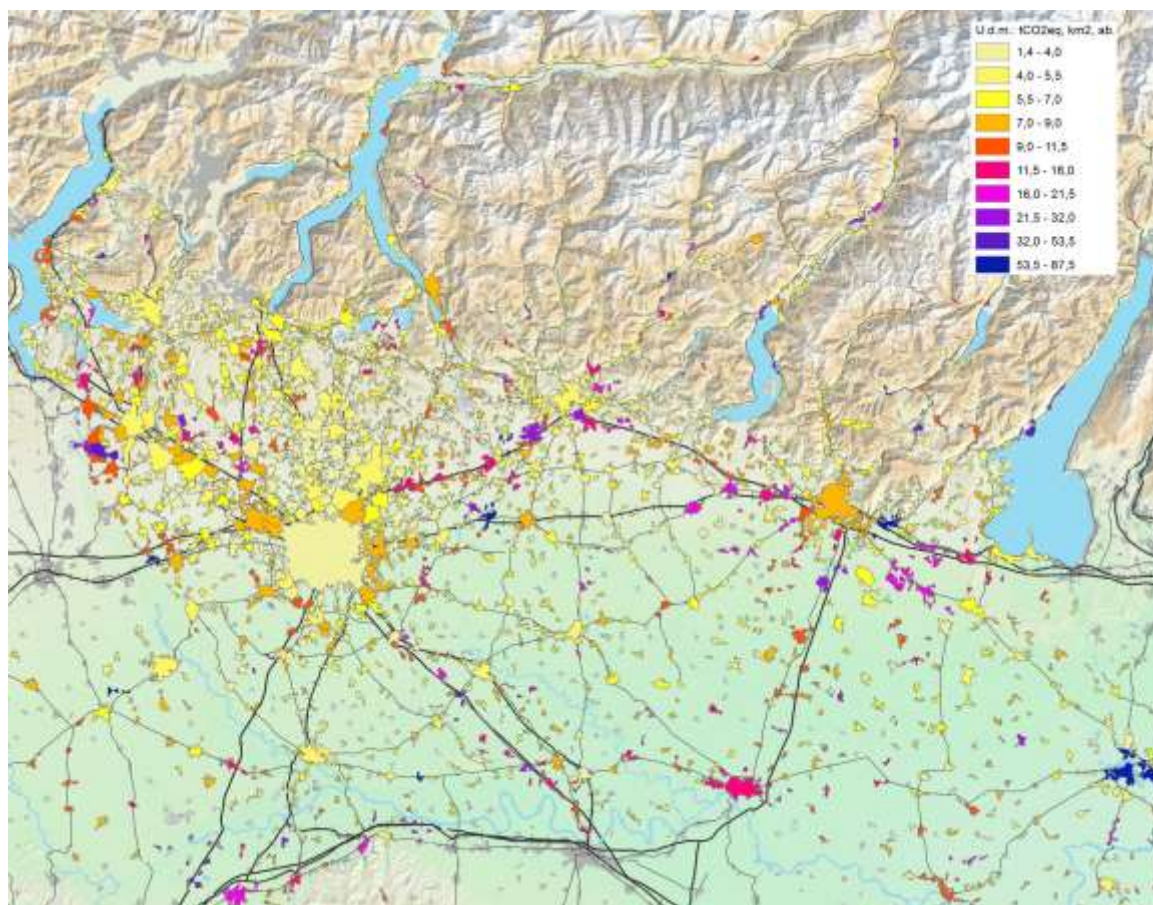 U.d.m.: tCO2eq, km2, ab.
1,4 - 4,0
4,0 - 5,5
5,5 - 7,0
7,0 - 9,0
9,0 - 11,5
11,5 - 16,0
16,0 - 21,5
21,5 - 32,0
32,0 - 53,5
53,5 - 87,5